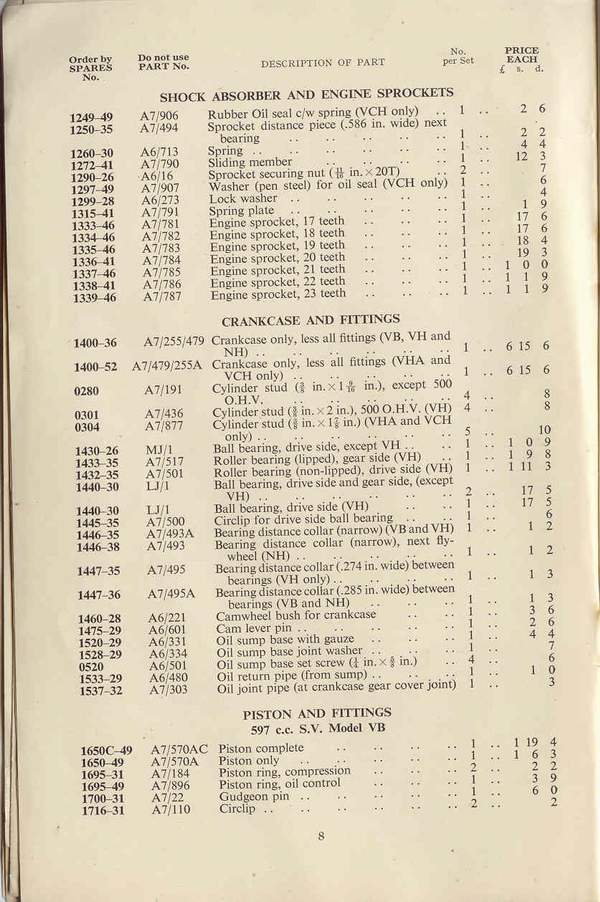 Order by SPARES No. Do not use PART No. DESCRIPTION OF PART No. per Set PRICE EACH £ s. d.
SHOCK ABSORBER AND ENGINE SPROCKETS
1249–49 A7/906 Rubber Oil seal c/w spring (VCH only) .. 1 .. 2 6
1250–35 A7/494 Sprocket distance piece (.586 in. wide) next
bearing .. .. .. .. .. 1 .. 2 2
1260–30 A6/713 Spring .. .. .. .. .. .. 1 .. 4 4
1272–41 A7/790 Sliding member .. .. .. .. 1 .. 12 3
1290–26 A6/16 Sprocket securing nut ( in. × 20T) .. 2 .. 7
1297–49 A7/907 Washer (pen steel) for oil seal (VCH only) 1 .. 6
1299–28 A6/273 Lock washer .. .. .. .. .. 1 .. 4
1315–41 A7/791 Spring plate .. .. .. .. .. 1 .. 1 9
1333–46 A7/781 Engine sprocket, 17 teeth .. .. .. 1 .. 17 6
1334–46 A7/782 Engine sprocket, 18 teeth .. .. .. 1 .. 17 6
1335–46 A7/783 Engine sprocket, 19 teeth .. .. .. 1 .. 18 4
1336–41 A7/784 Engine sprocket, 20 teeth .. .. .. 1 .. 19 3
1337–46 A7/785 Engine sprocket, 21 teeth .. .. .. 1 .. 1 0 0
1338–41 A7/786 Engine sprocket, 22 teeth .. .. .. 1 .. 1 1 9
1339–46 A7/787 Engine sprocket, 23 teeth .. .. .. 1 .. 1 1 9
CRANKCASE AND FITTINGS
1400–36 A7/255/479 Crankcase only, less all fittings (VB, VH and
NH) .. .. .. .. .. .. 1 .. 6 15 6
1400–52 A7/479/255A Crankcase only, less all fittings (VHA and
VCH only) .. .. .. .. .. 1 .. 6 15 6
0280 A7/191 Cylinder stud (⅜ in. × 1 in.), except 500
O.H.V. .. .. .. .. .. 4 .. 8
0301 A7/436 Cylinder stud (⅜ in. × 2 in.), 500 O.H.V. (VH) 4 .. 8
0304 A7/877 Cylinder stud (⅜ in. × 1⅞ in.) (VHA and VCH
only) .. .. .. .. .. .. 5 .. 10
1430–26 MJ/1 Ball bearing, drive side, except VH .. .. 1 .. 1 0 9
1433–35 A7/517 Roller bearing (lipped), gear side (VH) .. 1 .. 1 9 8
1432–35 A7/501 Roller bearing (non-lipped), drive side (VH) 1 .. 1 11 3
1440–30 LJ/1 Ball bearing, drive side and gear side, (except
VH) .. .. .. .. .. .. 2 .. 17 5
1440–30 LJ/1 Ball bearing, drive side (VH) .. .. 1 .. 17 5
1445–35 A7/500 Circlip for drive side ball bearing .. .. 1 .. 6
1446–35 A7/493A Bearing distance collar (narrow) (VB and VH) 1 .. 1 2
1446–38 A7/493 Bearing distance collar (narrow), next fly-
wheel (NH) .. .. .. .. .. 1 .. 1 2
1447–35 A7/495 Bearing distance collar (.274 in. wide) between
bearings (VH only) .. .. .. .. 1 .. 1 3
1447–36 A7/495A Bearing distance collar (.285 in. wide) between
bearings (VB and NH) .. .. .. 1 .. 1 3
1460–28 A6/221 Camwheel bush for crankcase .. .. 1 .. 3 6
1475–29 A6/601 Cam lever pin .. .. .. .. .. 1 .. 2 6
1520–29 A6/331 Oil sump base with gauze .. .. .. 1 .. 4 4
1528–29 A6/334 Oil sump base joint washer .. .. .. 1 .. 7
0520 A6/501 Oil sump base set screw (¼ in. × ⅝ in.) .. 4 .. 6
1533–29 A6/480 Oil return pipe (from sump) .. .. .. 1 .. 1 0
1537–32 A7/303 Oil joint pipe (at crankcase gear cover joint) 1 .. 3
PISTON AND FITTINGS
597 c.c. S.V. Model VB
1650C–49 A7/570AC Piston complete .. .. .. .. 1 .. 1 19 4
1650–49 A7/570A Piston only .. .. .. .. .. 1 .. 1 6 3
1695–31 A7/184 Piston ring, compression .. .. .. 2 .. 2 2
1695–49 A7/896 Piston ring, oil control .. .. .. 1 .. 3 9
1700–31 A7/22 Gudgeon pin .. .. .. .. .. 1 .. 6 0
1716–31 A7/110 Circlip .. .. .. .. .. .. 2 .. 2
8